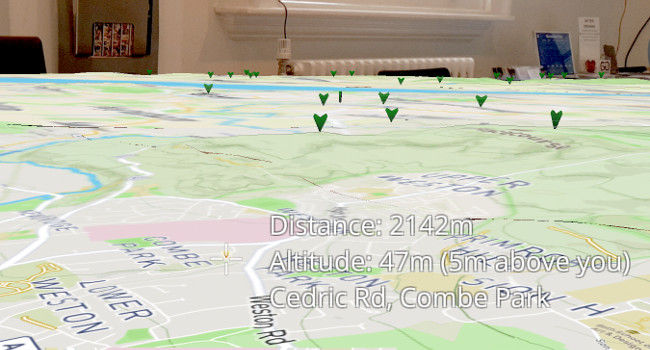 UPPER
WESTON
Distance: 2142m
Altitude: 47m (5m above you)
Cedric Rd, Combe Park
COMBE
PARK
LOWER
WESTON
Weston Rd
PARK
A